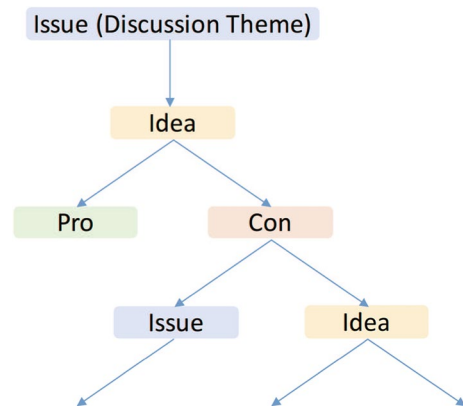 Issue (Discussion Theme)
Idea
Pro
Con
Issue
Idea